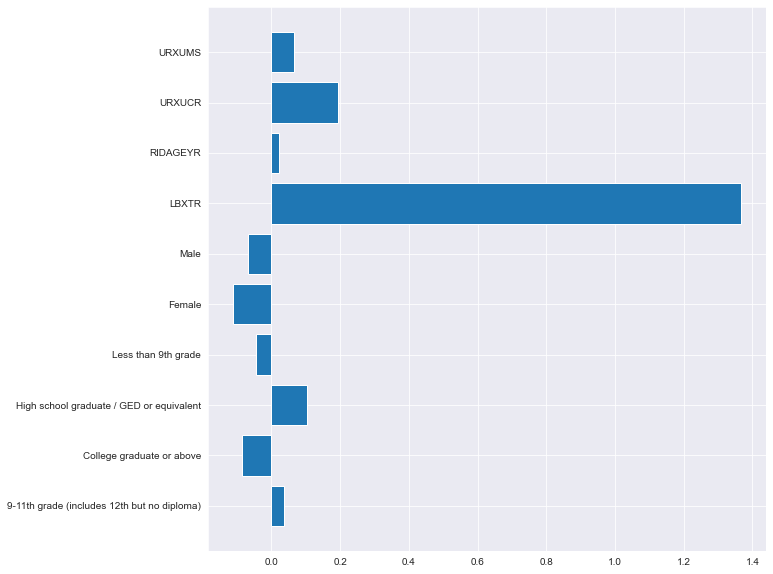 URXUMS
URXUCR
RIDAGEYR
LBXTR
Male
Female
Less than 9th grade
High school graduate / GED or equivalent
College graduate or above
9-11th grade (includes 12th but no diploma)
0.0 0.2 0.4 0.6 0.8 1.0 1.2 1.4